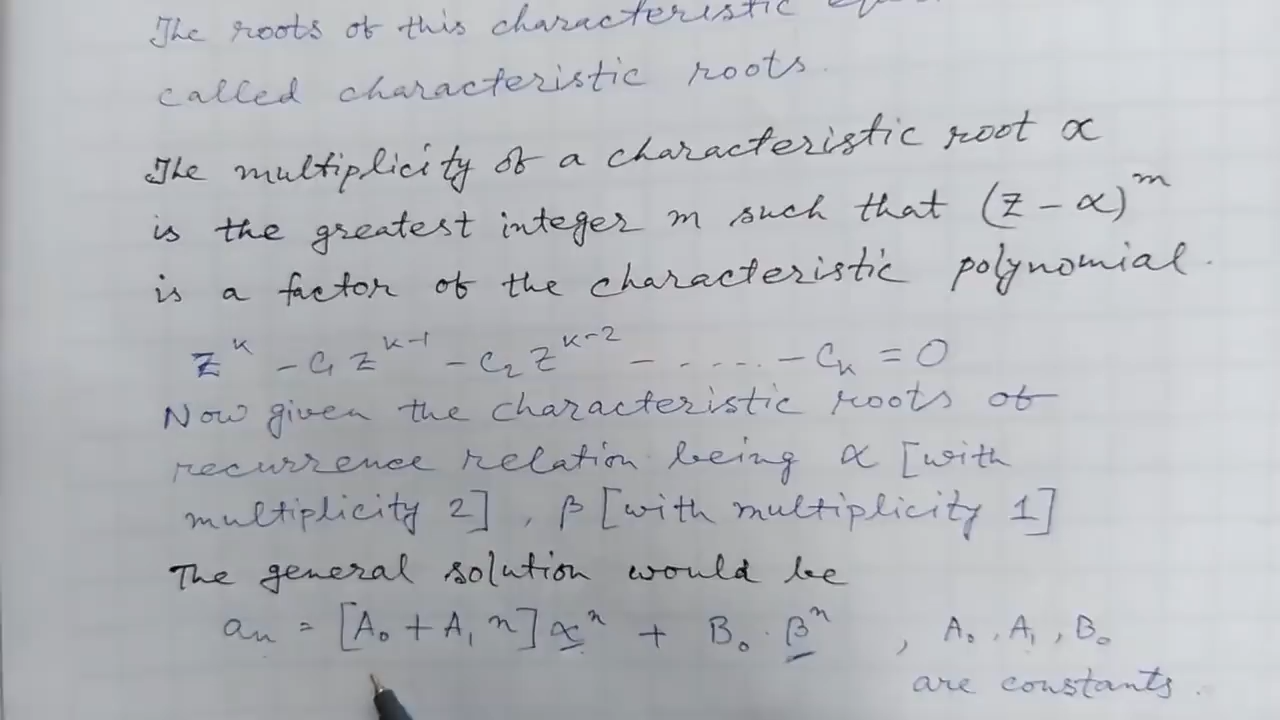 The roots of this characteristic
called characteristic roots.
The multiplicity of a characteristic root α
is the greatest integer m such that (z - α)^m
is a factor of the characteristic polynomial.
z^k - c₁ z^{k-1} - c₂ z^{k-2} - ..... - c_k = 0
Now given the characteristic roots of
recurrence relation being α [with
multiplicity 2], β [with multiplicity 1]
The general solution would be
a_n = [A₀ + A₁ n] α^n + B₀ · β^n , A₀, A₁, B₀
are constants.